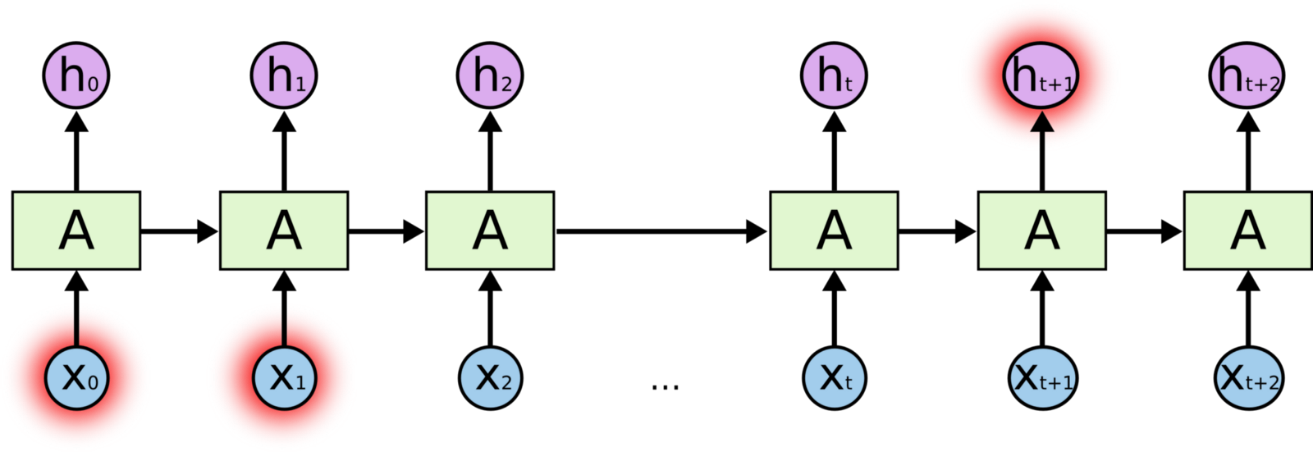 h₀ h₁ h₂ hₜ hₜ₊₁ hₜ₊₂
A A A A A A
x₀ x₁ x₂ ... xₜ xₜ₊₁ xₜ₊₂